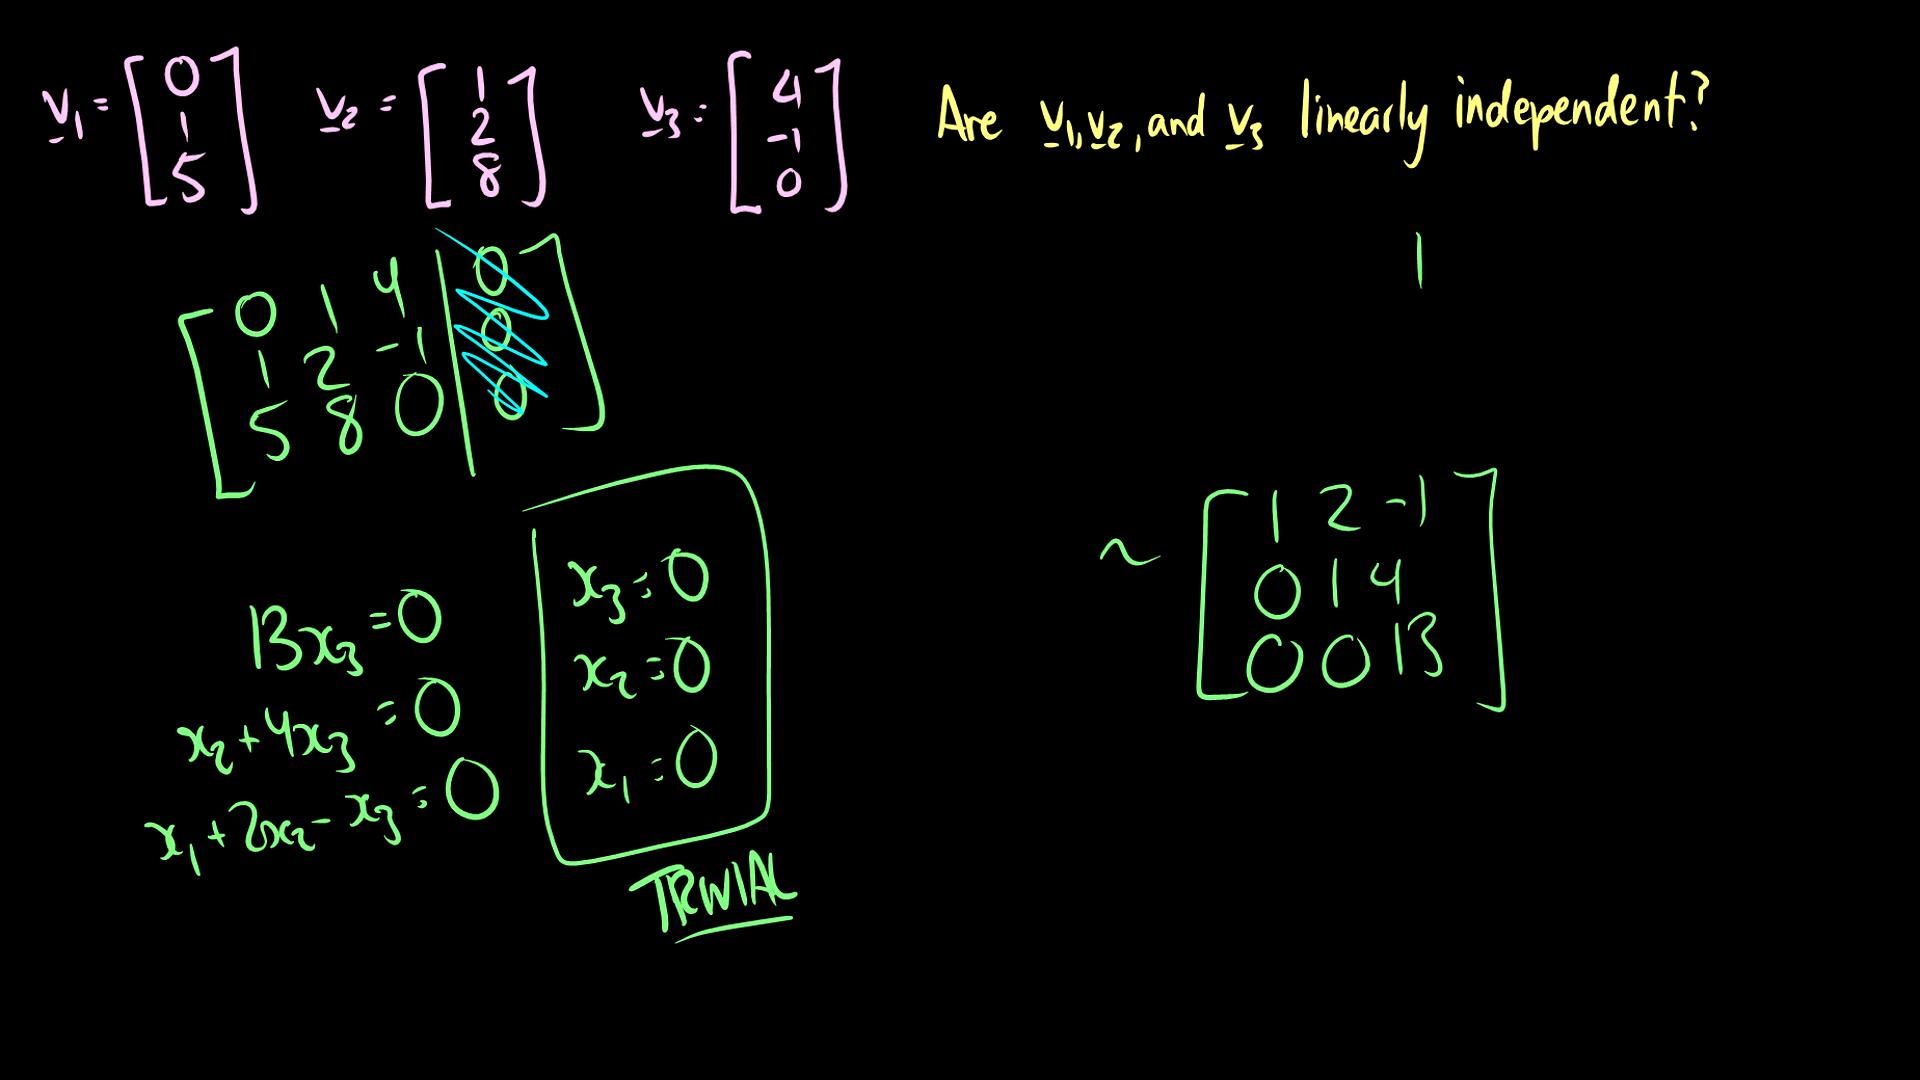 v₁ = [0 1 5] v₂ = [1 2 8] v₃ = [4 -1 0] Are v₁, v₂, and v₃ linearly independent?
0 1 4 | 0
1 2 -1 | 0
5 8 0 | 0
~ [1 2 -1
0 1 4
0 0 13]
13x₃ = 0
x₂ + 4x₃ = 0
x₁ + 2x₂ - x₃ = 0
x₃ = 0
x₂ = 0
x₁ = 0
TRIVIAL